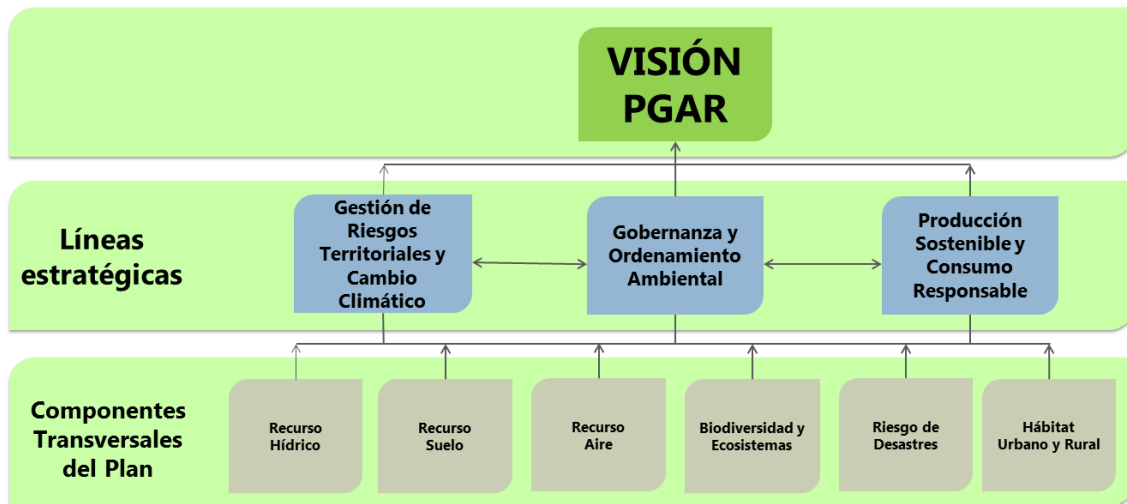 VISIÓN
PGAR
Líneas
estratégicas
Gestión de
Riesgos
Territoriales y
Cambio
Climático
Gobernanza y
Ordenamiento
Ambiental
Producción
Sostenible y
Consumo
Responsable
Componentes
Transversales
del Plan
Recurso
Hídrico
Recurso
Suelo
Recurso
Aire
Biodiversidad y
Ecosistemas
Riesgo de
Desastres
Hábitat
Urbano y Rural